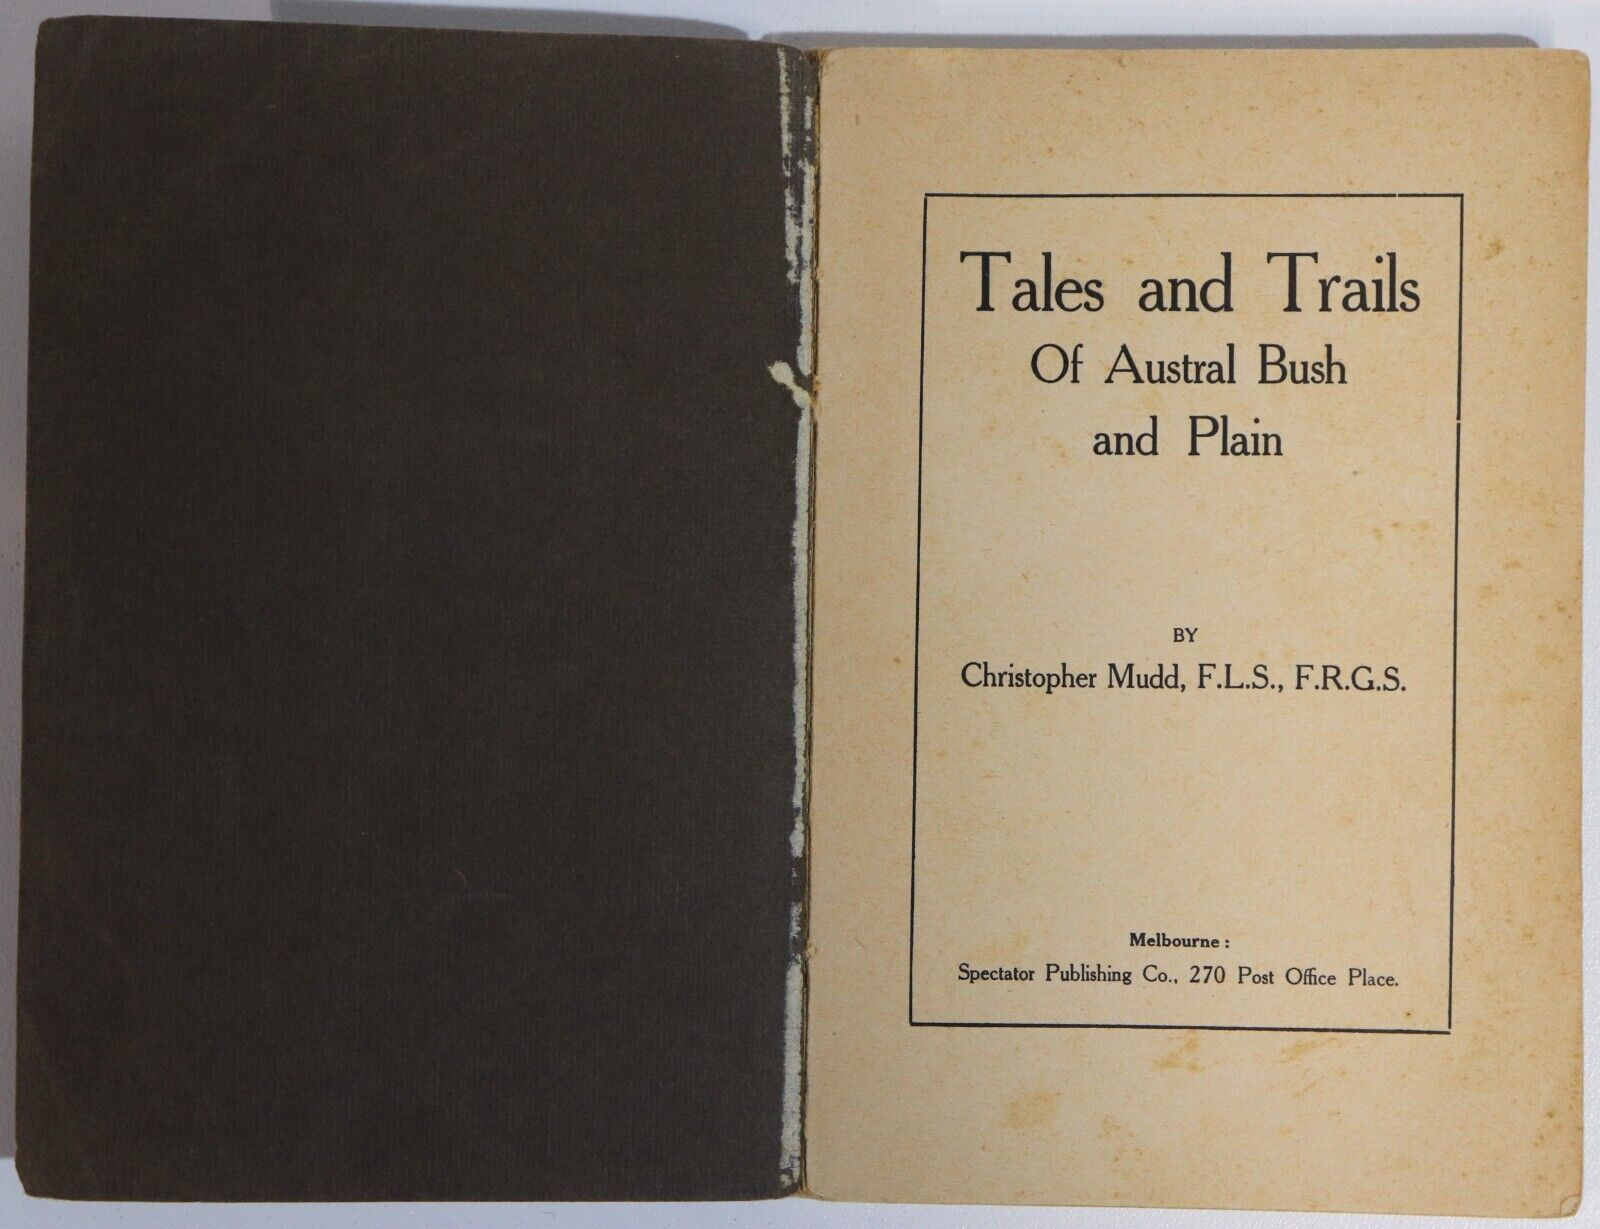 Tales and Trails
Of Austral Bush
and Plain
BY
Christopher Mudd, F.L.S., F.R.G.S.
Melbourne :
Spectator Publishing Co., 270 Post Office Place.